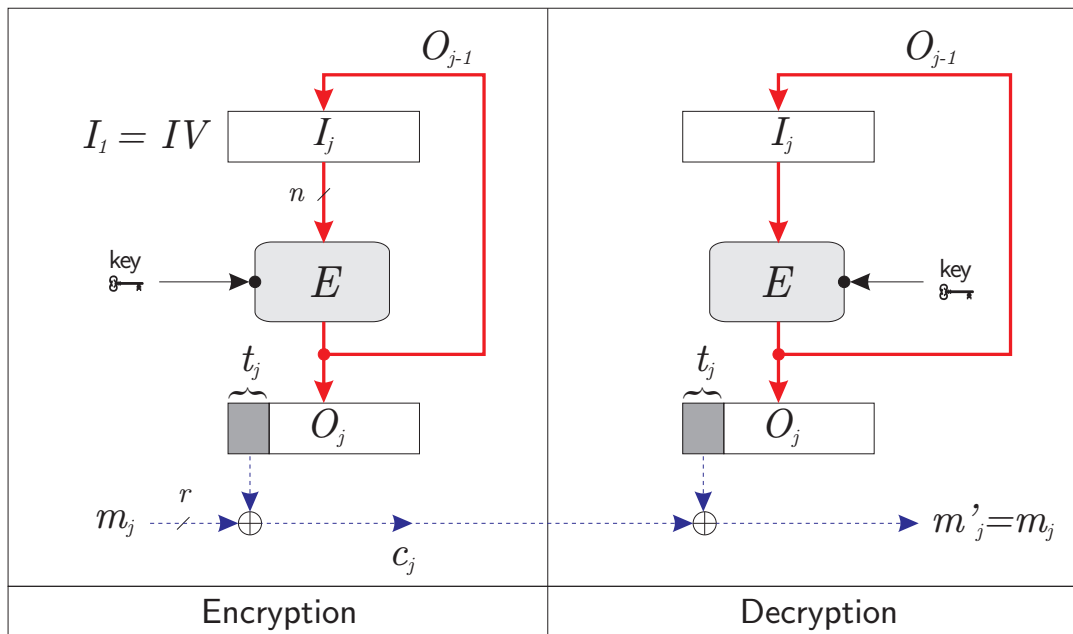 O_{j-1}
I_1 = IV
I_j
n
key
E
t_j
O_j
r
m_j
c_j
Encryption
O_{j-1}
I_j
E
key
t_j
O_j
m'_j=m_j
Decryption